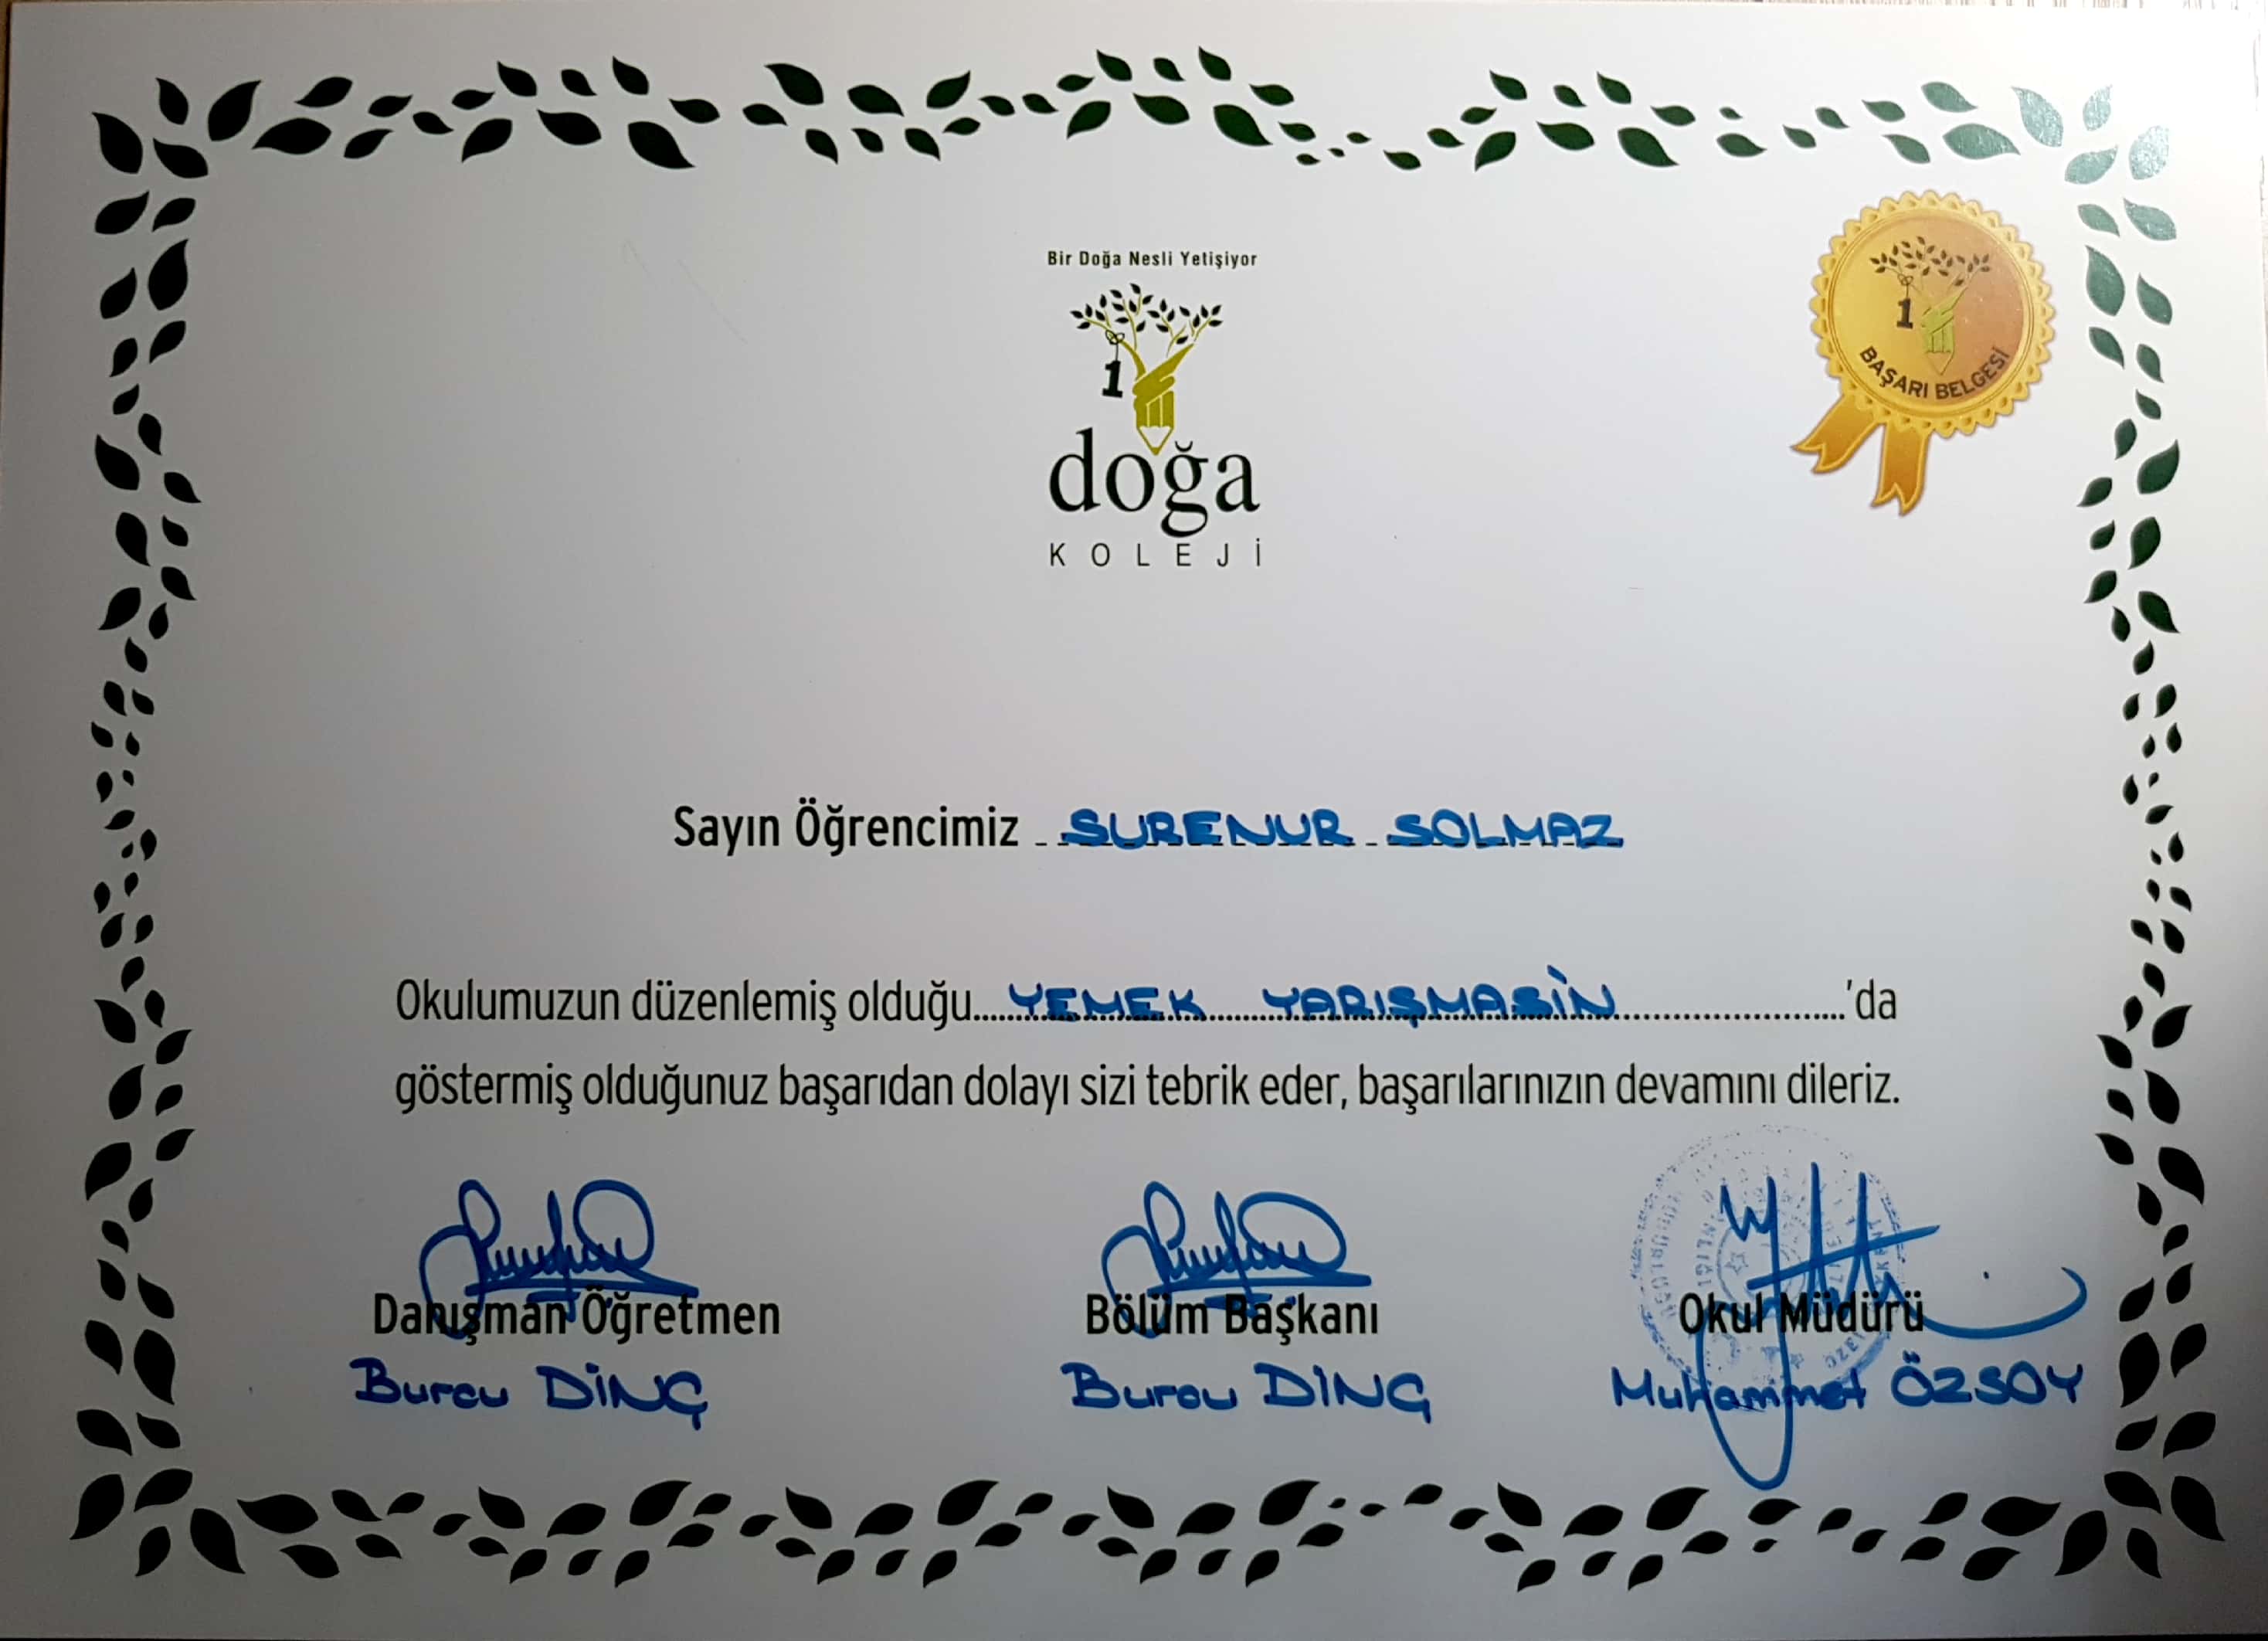 Bir Doğa Nesli Yetişiyor
1
doğa
KOLEJİ
1
BAŞARI BELGESİ
Sayın Öğrencimiz SURENUR SOLMAZ
Okulumuzun düzenlemiş olduğu YEMEK YARIŞMASİN 'da
göstermiş olduğunuz başarıdan dolayı sizi tebrik eder, başarılarınızın devamını dileriz.
Danışman Öğretmen Bölüm Başkanı Okul Müdürü
Burcu DİNÇ Burcu DİNÇ Muhammet ÖZSOY